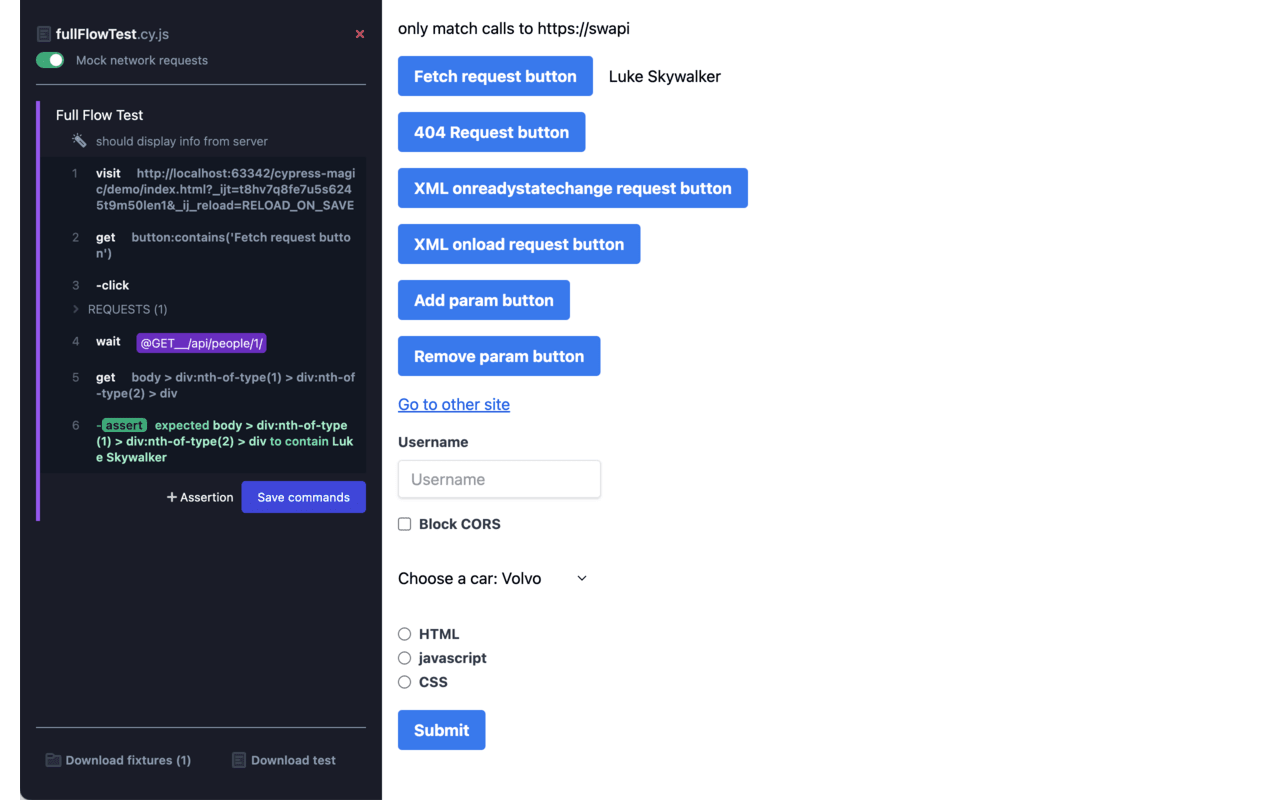 fullFlowTest.cy.js
Mock network requests
Full Flow Test
should display info from server
1 visit http://localhost:63342/cypress-magi
c/demo/index.html?_ijt=t8hv7q8fe7u5s624
5t9m50len1&_ij_reload=RELOAD_ON_SAVE
2 get button:contains('Fetch request butto
n')
3 -click
REQUESTS (1)
4 wait @GET__/api/people/1/
5 get body > div:nth-of-type(1) > div:nth-of
-type(2) > div
6 -assert expected body > div:nth-of-type
(1) > div:nth-of-type(2) > div to contain Luk
e Skywalker
+ Assertion Save commands
Download fixtures (1) Download test
only match calls to https://swapi
Fetch request button Luke Skywalker
404 Request button
XML onreadystatechange request button
XML onload request button
Add param button
Remove param button
Go to other site
Username
Username
Block CORS
Choose a car: Volvo
HTML
javascript
CSS
Submit